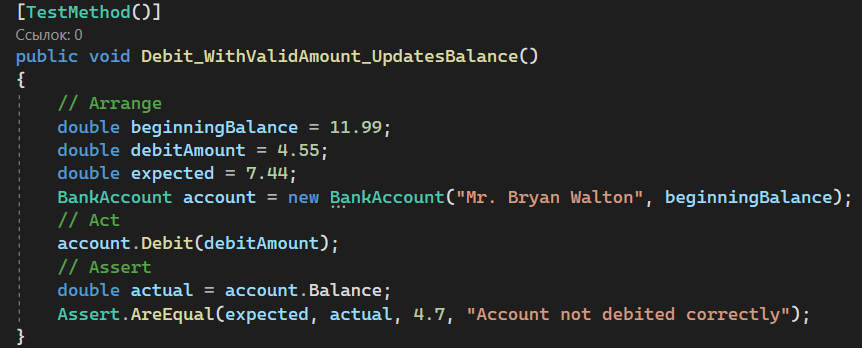 [TestMethod()]
Ссылок: 0
public void Debit_WithValidAmount_UpdatesBalance()
{
// Arrange
double beginningBalance = 11.99;
double debitAmount = 4.55;
double expected = 7.44;
BankAccount account = new BankAccount("Mr. Bryan Walton", beginningBalance);
// Act
account.Debit(debitAmount);
// Assert
double actual = account.Balance;
Assert.AreEqual(expected, actual, 4.7, "Account not debited correctly");
}